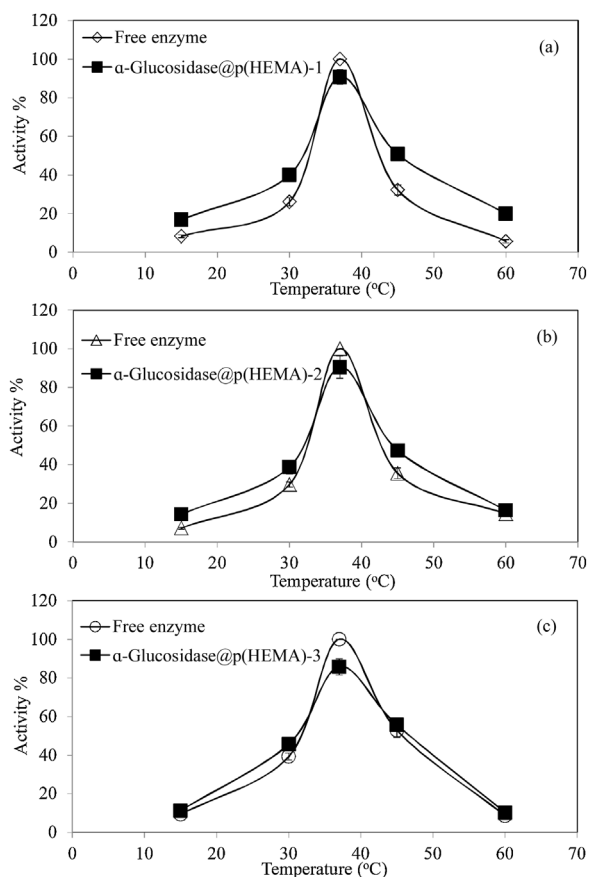 120
100
80
60
40
20
0
Activity %
Free enzyme
α-Glucosidase@p(HEMA)-1
(a)
0 10 20 30 40 50 60 70
Temperature (oC)
120
100
80
60
40
20
0
Activity %
Free enzyme
α-Glucosidase@p(HEMA)-2
(b)
0 10 20 30 40 50 60 70
Temperature (oC)
120
100
80
60
40
20
0
Activity %
Free enzyme
α-Glucosidase@p(HEMA)-3
(c)
0 10 20 30 40 50 60 70
Temperature (oC)